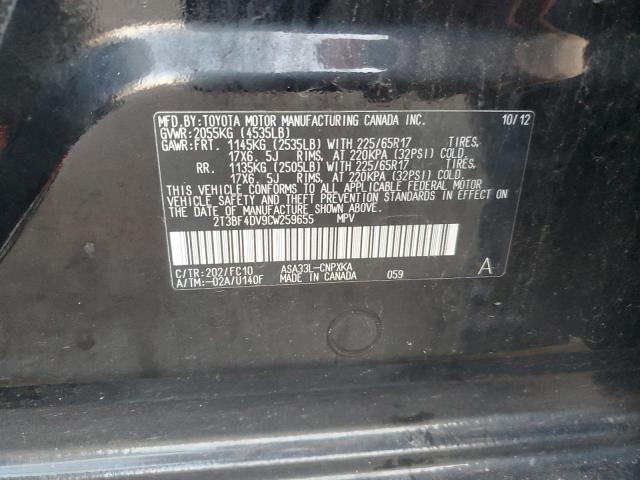 MFD.BY:TOYOTA MOTOR MANUFACTURING CANADA INC. 10/12
GVWR:2055KG (4535LB)
GAWR:FRT. 1145KG (2535LB) WITH 225/65R17 TIRES,
17X6.5J RIMS, AT 220KPA (32PSI) COLD.
RR. 1135KG (2505LB) WITH 225/65R17 TIRES,
17X6.5J RIMS, AT 220KPA (32PSI) COLD.
THIS VEHICLE CONFORMS TO ALL APPLICABLE FEDERAL MOTOR
VEHICLE SAFETY AND THEFT PREVENTION STANDARDS IN EFFECT ON
THE DATE OF MANUFACTURE SHOWN ABOVE.
2T3BF4DV9CW259655 MPV
C/TR:202/FC10 ASA33L-CNPXKA A
A/TM:-02A/U140F MADE IN CANADA 059